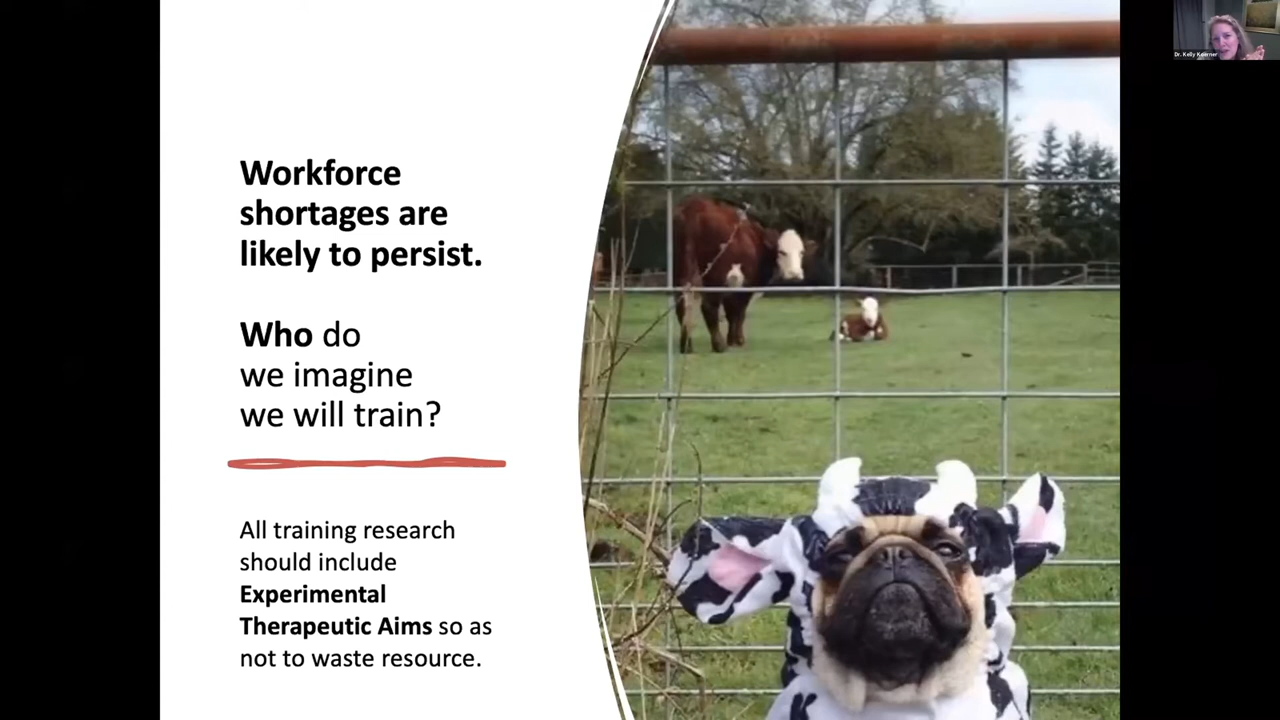 Workforce
shortages are
likely to persist.
Who do
we imagine
we will train?
All training research
should include
Experimental
Therapeutic Aims so as
not to waste resource.
Dr. Kelly Koerner